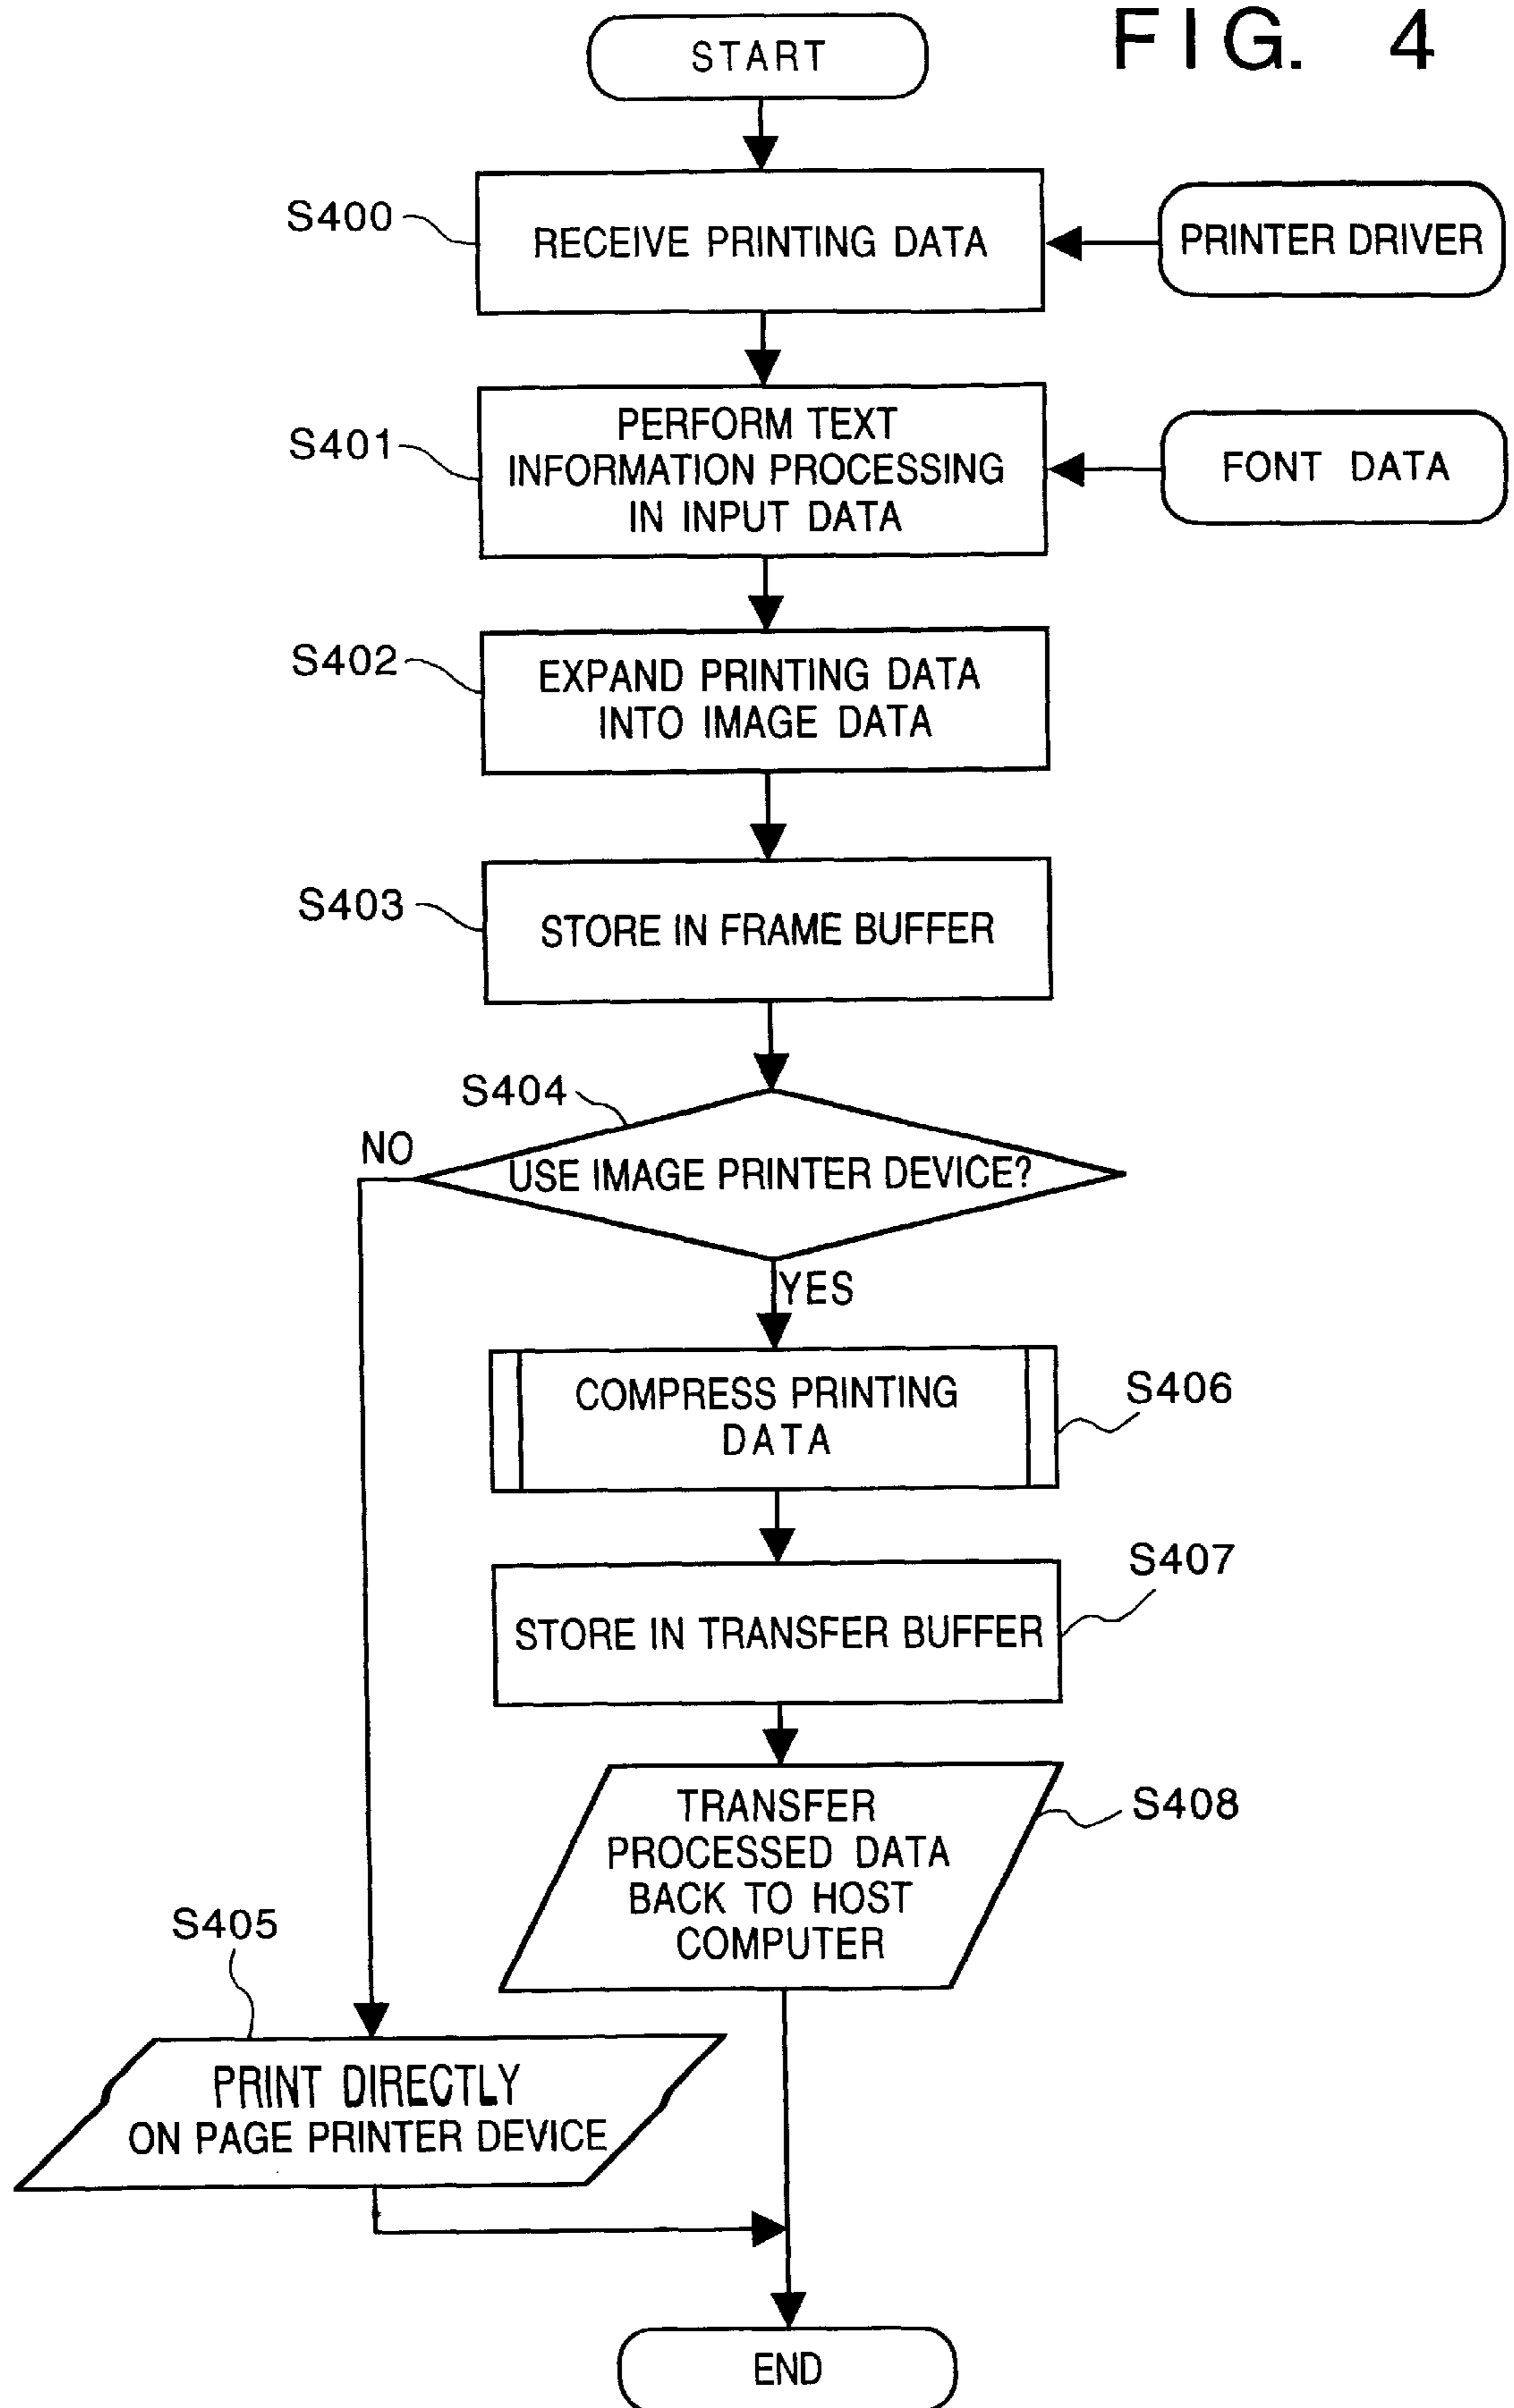 FIG. 4
START
S400
RECEIVE PRINTING DATA
PRINTER DRIVER
S401
PERFORM TEXT
INFORMATION PROCESSING
IN INPUT DATA
FONT DATA
S402
EXPAND PRINTING DATA
INTO IMAGE DATA
S403
STORE IN FRAME BUFFER
S404
NO
USE IMAGE PRINTER DEVICE?
YES
COMPRESS PRINTING
DATA
S406
S407
STORE IN TRANSFER BUFFER
TRANSFER
PROCESSED DATA
BACK TO HOST
COMPUTER
S408
S405
PRINT DIRECTLY
ON PAGE PRINTER DEVICE
END